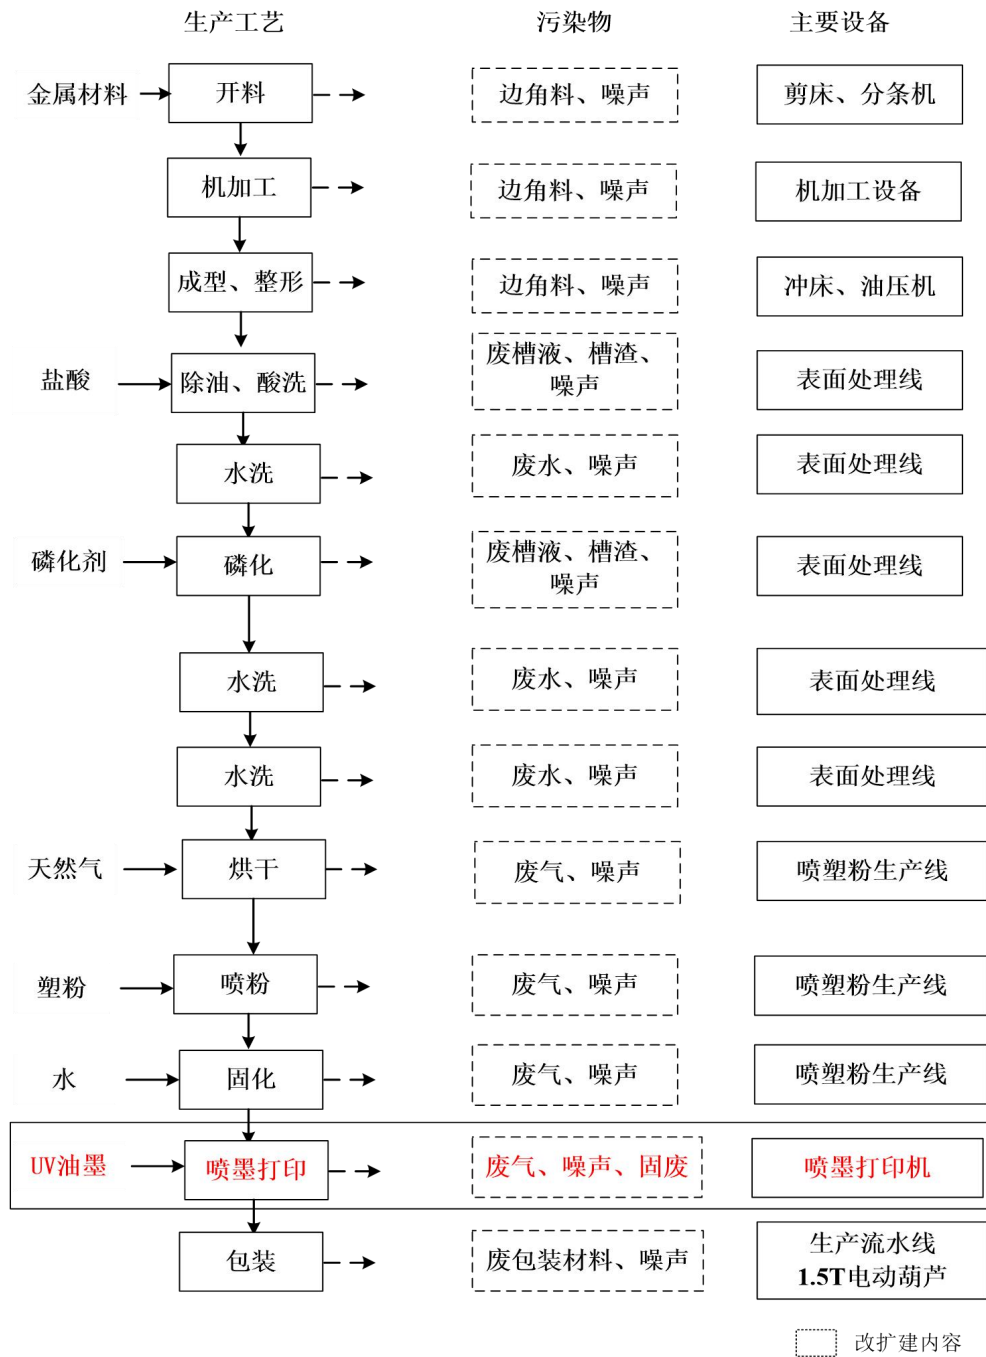 生产工艺 污染物 主要设备
金属材料 开料 边角料、噪声 剪床、分条机
机加工 边角料、噪声 机加工设备
成型、整形 边角料、噪声 冲床、油压机
盐酸 除油、酸洗 废槽液、槽渣、
噪声 表面处理线
水洗 废水、噪声 表面处理线
磷化剂 磷化 废槽液、槽渣、
噪声 表面处理线
水洗 废水、噪声 表面处理线
水洗 废水、噪声 表面处理线
天然气 烘干 废气、噪声 喷塑粉生产线
塑粉 喷粉 废气、噪声 喷塑粉生产线
水 固化 废气、噪声 喷塑粉生产线
UV油墨 喷墨打印 废气、噪声、固废 喷墨打印机
包装 废包装材料、噪声 生产流水线
1.5T电动葫芦
改扩建内容